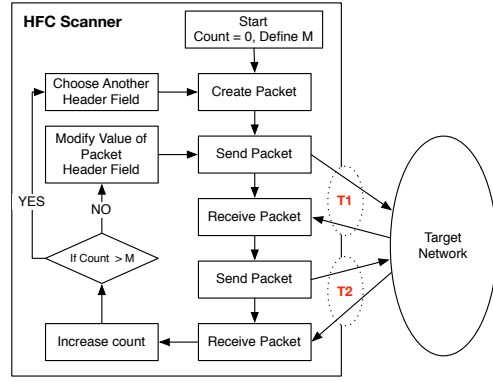 HFC Scanner
Start
Count = 0, Define M
Choose Another
Header Field
Create Packet
Modify Value of
Packet
Header Field
Send Packet
YES
NO
T1
Receive Packet
Target
Network
If Count > M
Send Packet
T2
Increase count
Receive Packet